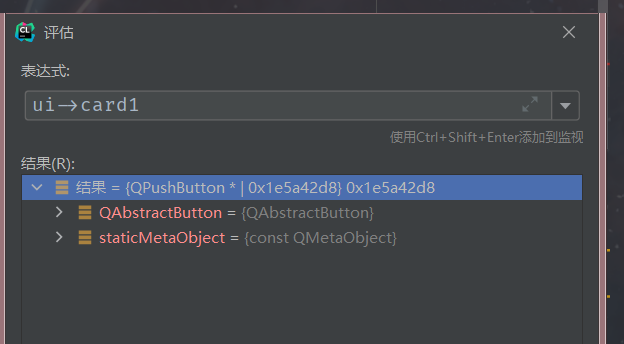 CL
评估
表达式:
ui->card1
使用Ctrl+Shift+Enter添加到监视
结果(R):
结果 = {QPushButton * | 0x1e5a42d8} 0x1e5a42d8
QAbstractButton = {QAbstractButton}
staticMetaObject = {const QMetaObject}